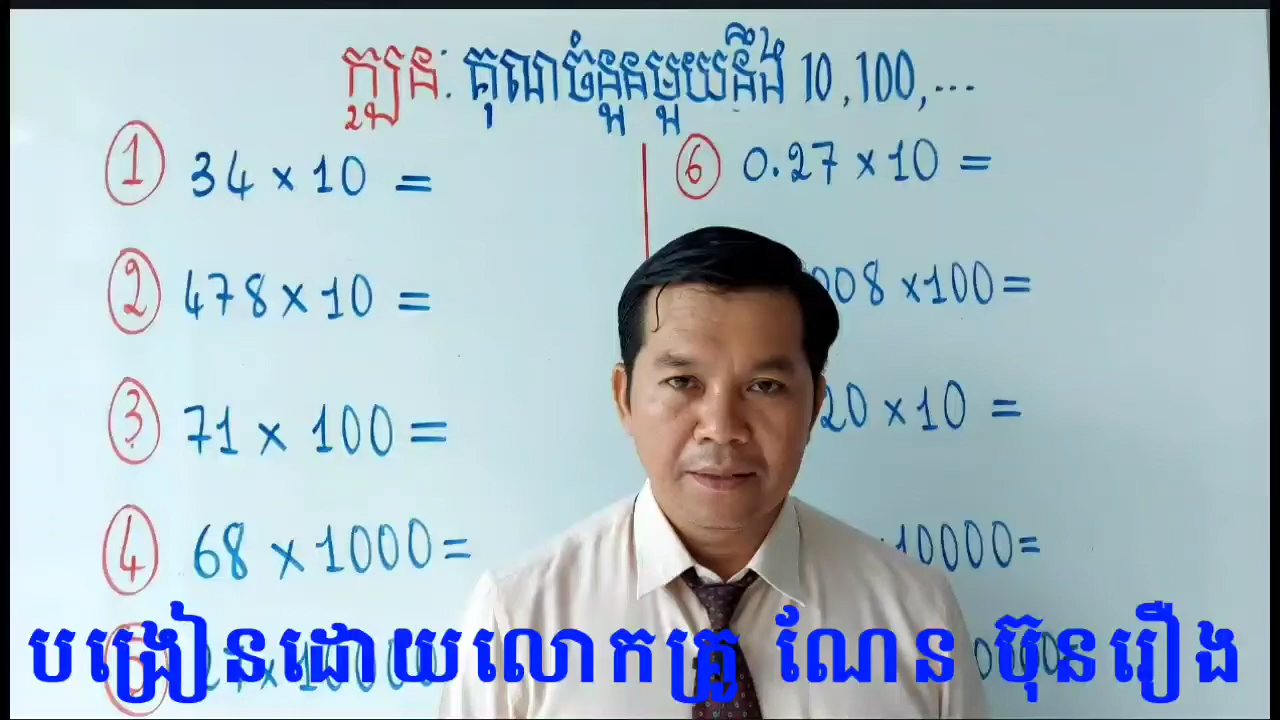 ក្បួន: គុណចំនួនមួយនឹង 10 ,100, ...
① 34 × 10 =
② 478 × 10 =
③ 71 × 100 =
④ 68 × 1000 =
⑥ 0.27 × 10 =
008 × 100 =
20 × 10 =
10000 =
បង្រៀនដោយលោកគ្រូ ណែន ប៊ុនរឿង